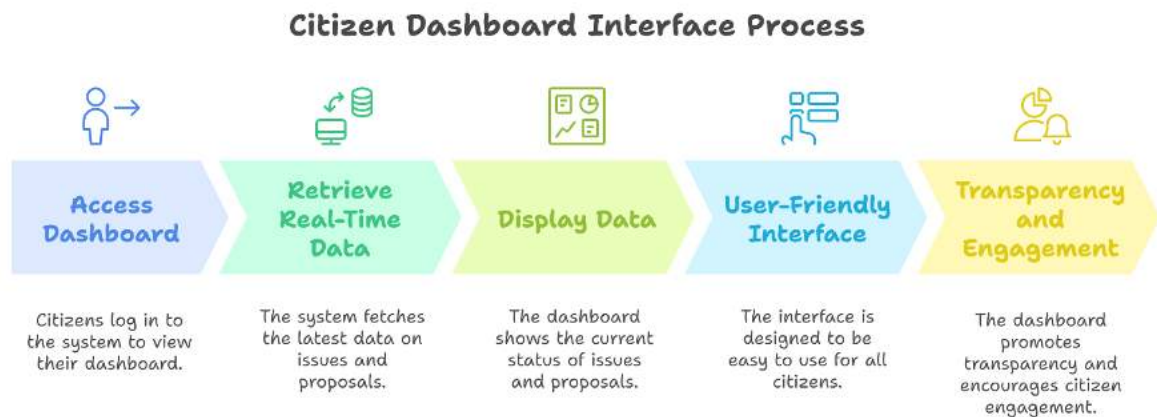 Citizen Dashboard Interface Process
Access
Dashboard
Retrieve
Real-Time
Data
Display Data
User-Friendly
Interface
Transparency
and
Engagement
Citizens log in to
the system to view
their dashboard.
The system fetches
the latest data on
issues and
proposals.
The dashboard
shows the current
status of issues
and proposals.
The interface is
designed to be
easy to use for all
citizens.
The dashboard
promotes
transparency and
encourages citizen
engagement.